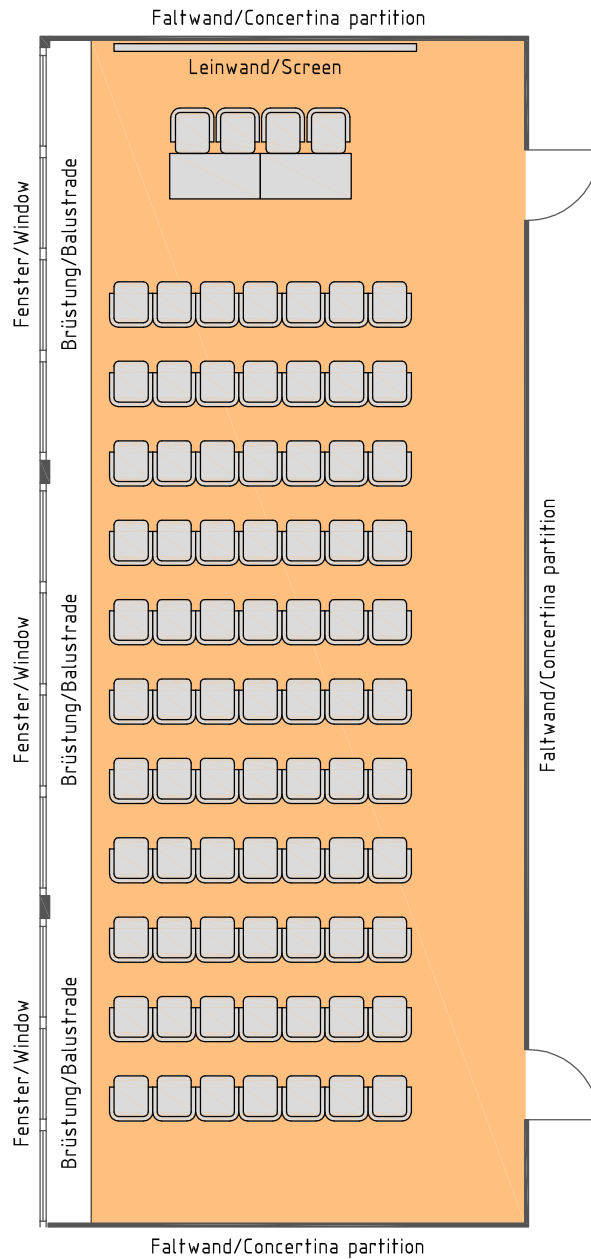 Faltwand/Concertina partition
Leinwand/Screen
Fenster/Window
Brüstung/Balustrade
Fenster/Window
Brüstung/Balustrade
Faltwand/Concertina partition
Fenster/Window
Brüstung/Balustrade
Faltwand/Concertina partition